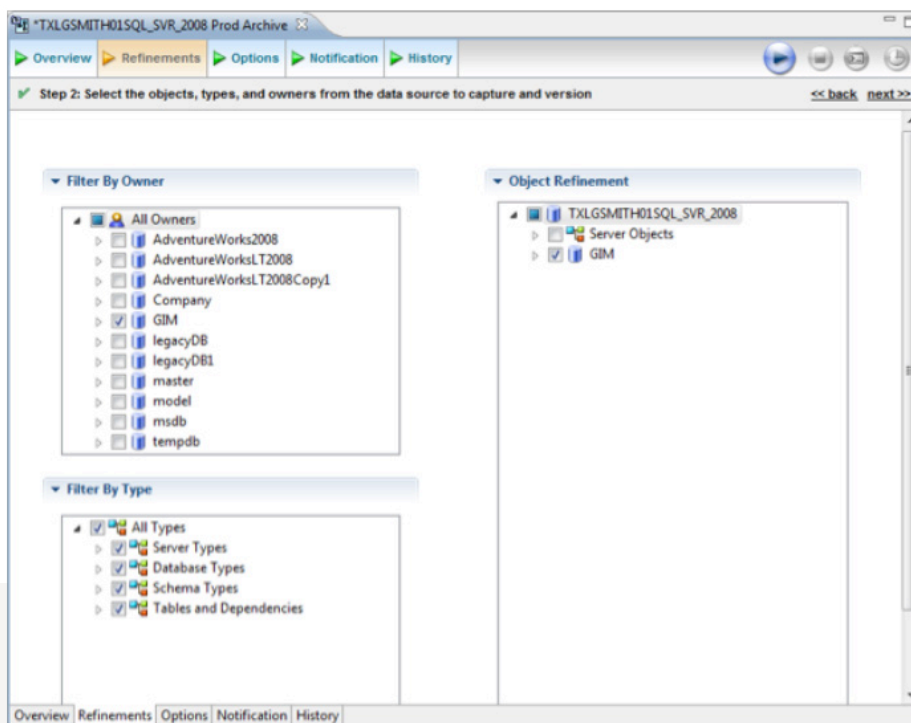 *TXLGSMITH01SQL_SVR_2008 Prod Archive
Overview Refinements Options Notification History
Step 2: Select the objects, types, and owners from the data source to capture and version
<< back next >>
Filter By Owner
All Owners
AdventureWorks2008
AdventureWorksLT2008
AdventureWorksLT2008Copy1
Company
GIM
legacyDB
legacyDB1
master
model
msdb
tempdb
Filter By Type
All Types
Server Types
Database Types
Schema Types
Tables and Dependencies
Object Refinement
TXLGSMITH01SQL_SVR_2008
Server Objects
GIM
Overview Refinements Options Notification History